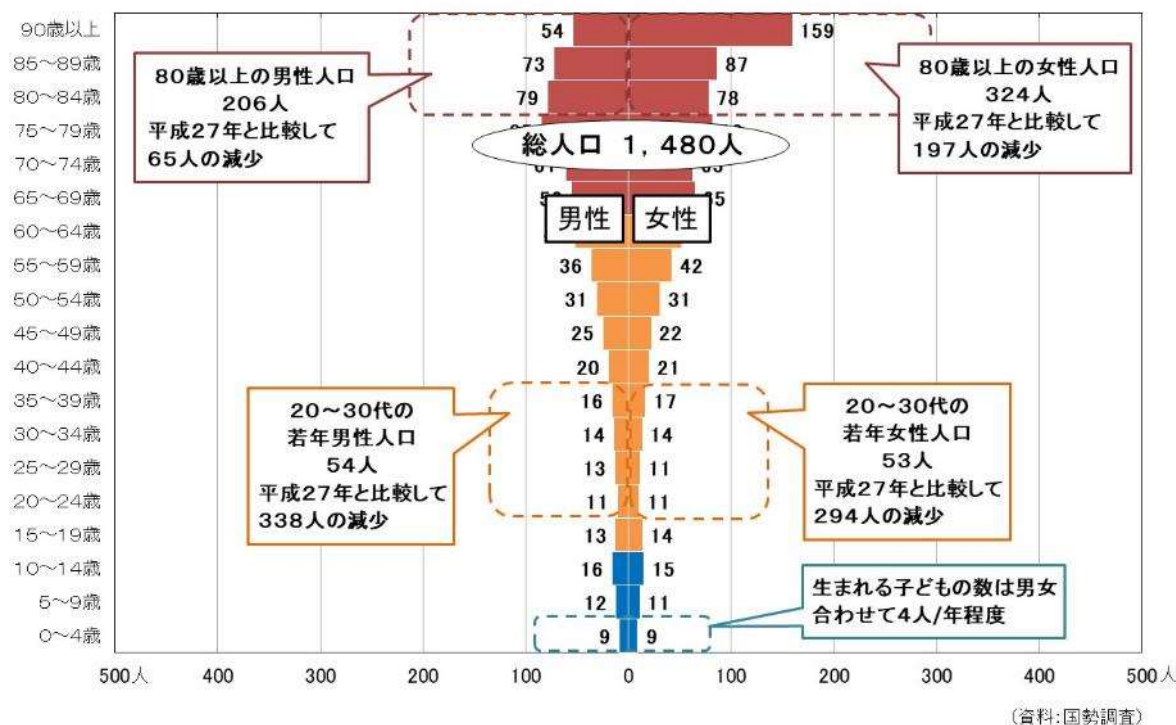 90歳以上 54 159
85～89歳 73 87
80～84歳 79 78
75～79歳
70～74歳
65～69歳
60～64歳
55～59歳 36 42
50～54歳 31 31
45～49歳 25 22
40～44歳 20 21
35～39歳 16 17
30～34歳 14 14
25～29歳 13 11
20～24歳 11 11
15～19歳 13 14
10～14歳 16 15
5～9歳 12 11
0～4歳 9 9
80歳以上の男性人口
206人
平成27年と比較して
65人の減少
80歳以上の女性人口
324人
平成27年と比較して
197人の減少
総人口 1,480人
男性 女性
20～30代の
若年男性人口
54人
平成27年と比較して
338人の減少
20～30代の
若年女性人口
53人
平成27年と比較して
294人の減少
生まれる子どもの数は男女
合わせて4人/年程度
500人 400 300 200 100 0 100 200 300 400 500人
(資料:国勢調査)